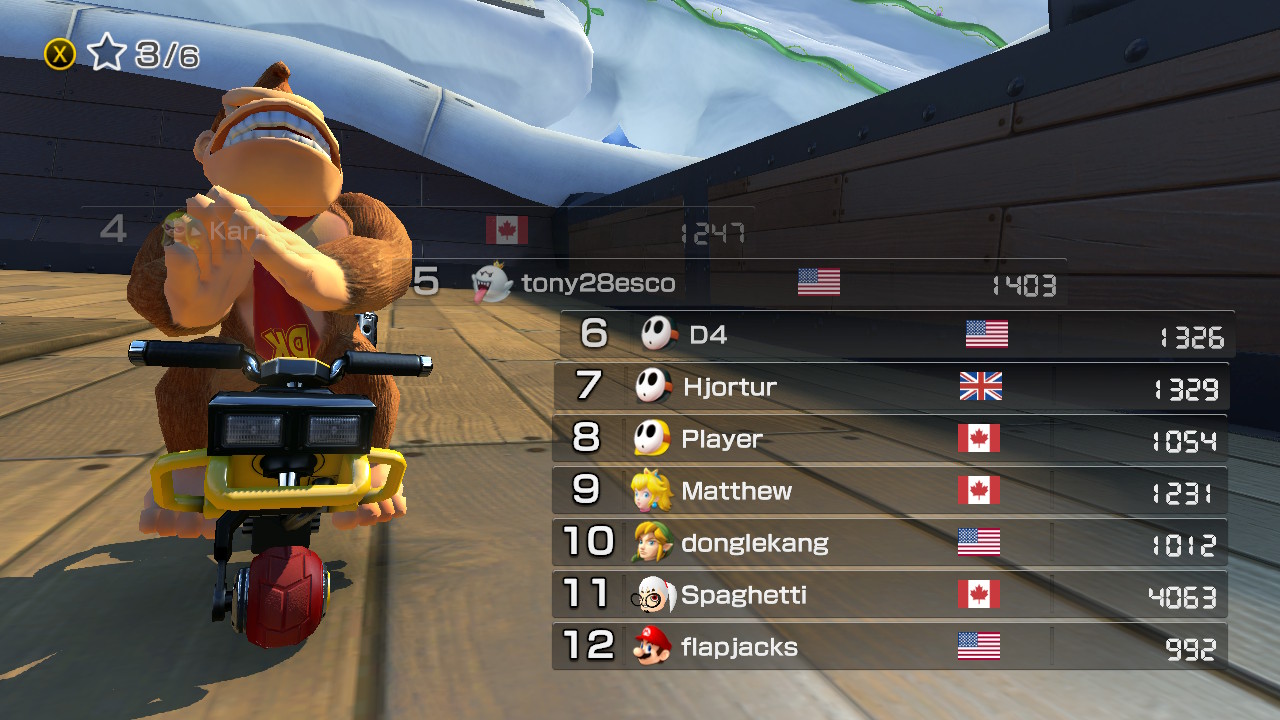 X 3/6
4 Kar 1247
5 tony28esco 1403
6 D4 1326
7 Hjortur 1329
8 Player 1054
9 Matthew 1231
10 donglekang 1012
11 Spaghetti 4063
12 flapjacks 992
DK